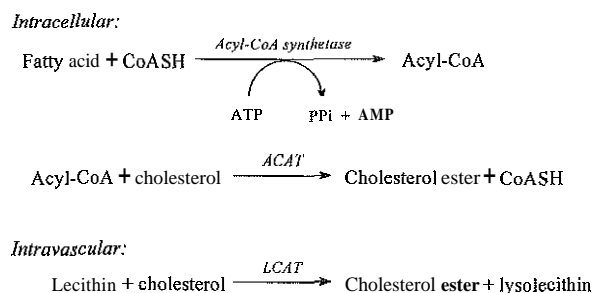 Intracellular:
Acyl-CoA synthetase
Fatty acid + CoASH Acyl-CoA
ATP PPi + AMP
ACAT
Acyl-CoA + cholesterol Cholesterol ester + CoASH
Intravascular:
LCAT
Lecithin + cholesterol Cholesterol ester + lysolecithin